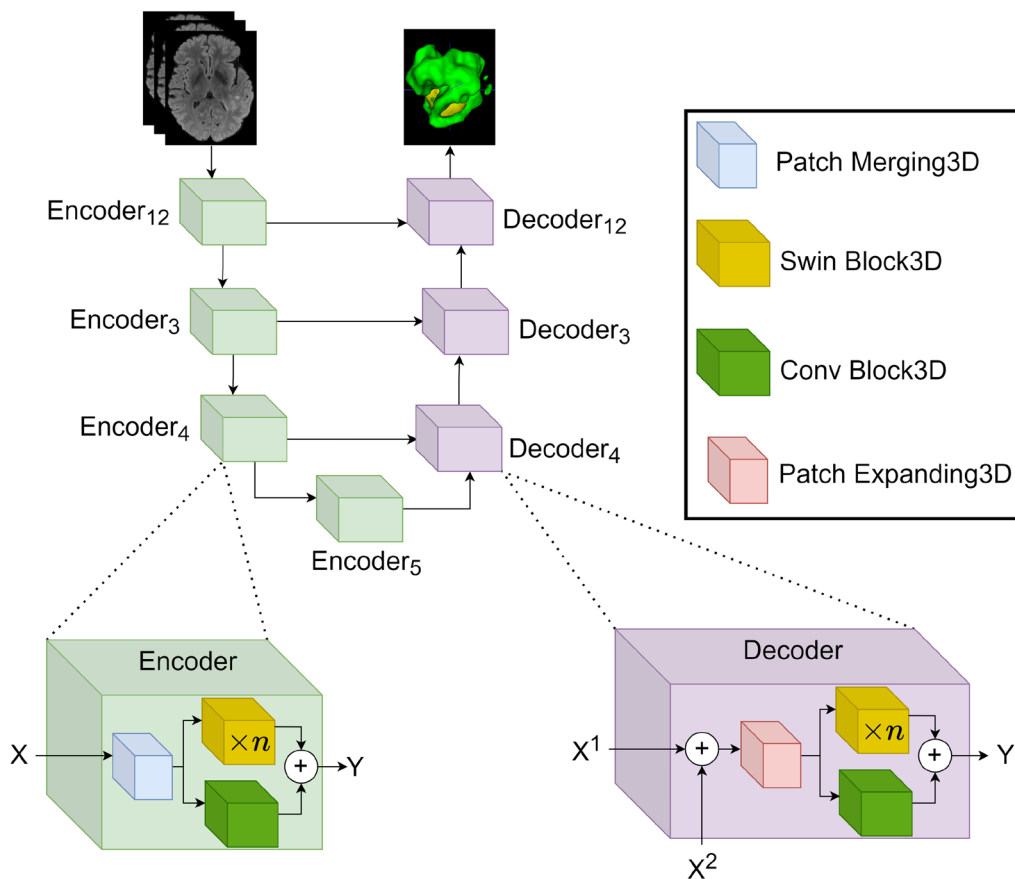 Encoder12
Decoder12
Encoder3
Decoder3
Encoder4
Decoder4
Encoder5
Patch Merging3D
Swin Block3D
Conv Block3D
Patch Expanding3D
Encoder
X
×n
+
Y
Decoder
X1
+
X2
×n
+
Y